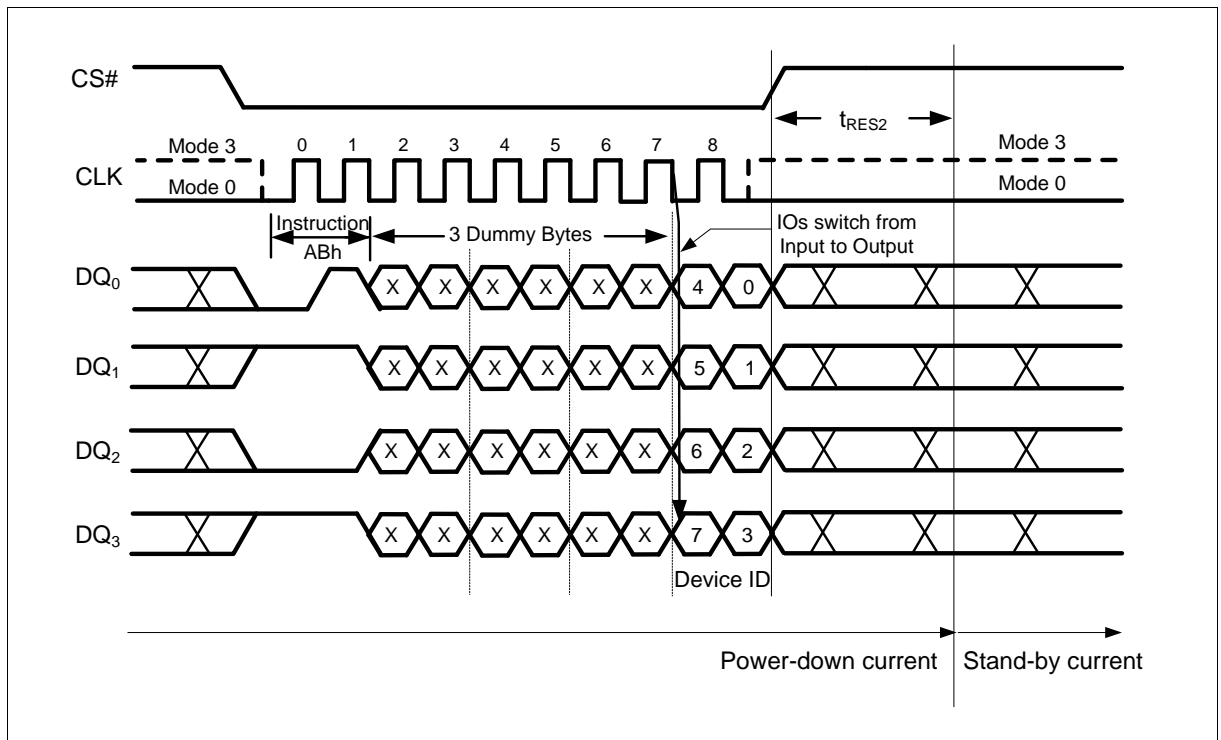 CS#
tRES2
Mode 3
0 1 2 3 4 5 6 7 8
Mode 3
CLK
Mode 0
Mode 0
Instruction
ABh
3 Dummy Bytes
IOs switch from
Input to Output
DQ0
X X X X X X 4 0
DQ1
X X X X X X 5 1
DQ2
X X X X X X 6 2
DQ3
X X X X X X 7 3
Device ID
Power-down current
Stand-by current